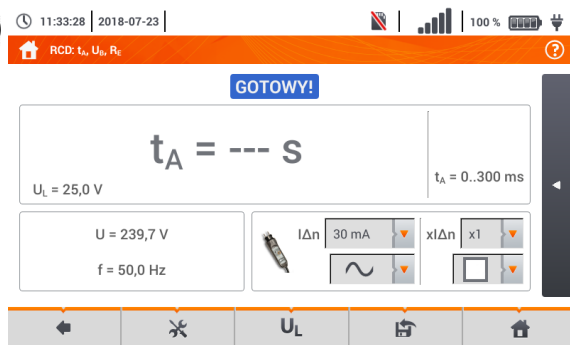 11:33:28 2018-07-23 100 %
RCD: tA, UB, RE
GOTOWY!
tA = --- s
tA = 0..300 ms
UL = 25,0 V
U = 239,7 V
f = 50,0 Hz
IΔn 30 mA xIΔn x1
UL